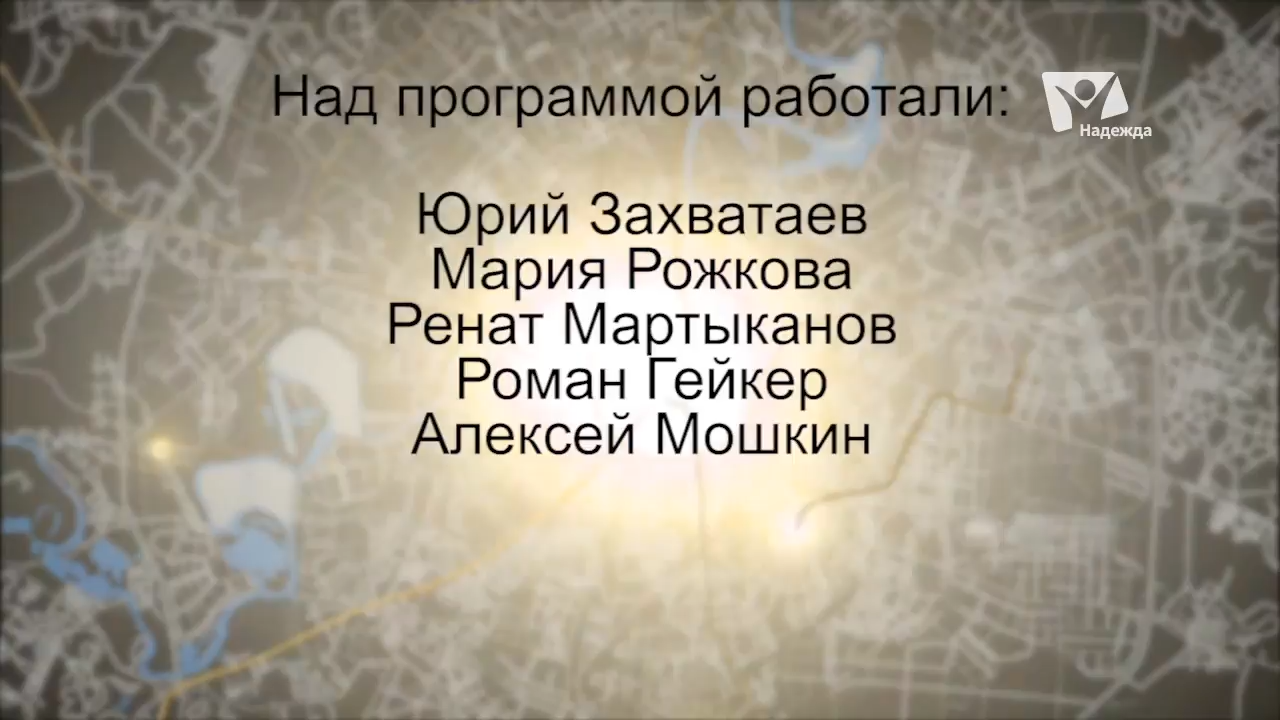 Над программой работали:
Надежда
Юрий Захватаев
Мария Рожкова
Ренат Мартыканов
Роман Гейкер
Алексей Мошкин